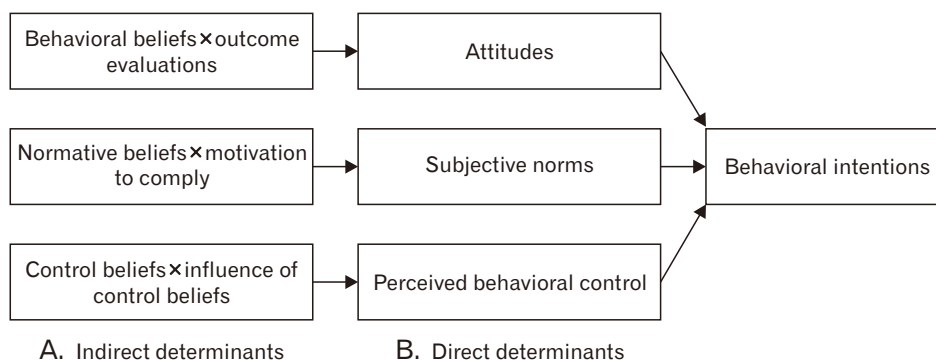 Behavioral beliefs×outcome
evaluations
Attitudes
Normative beliefs×motivation
to comply
Subjective norms
Behavioral intentions
Control beliefs×influence of
control beliefs
Perceived behavioral control
A. Indirect determinants
B. Direct determinants